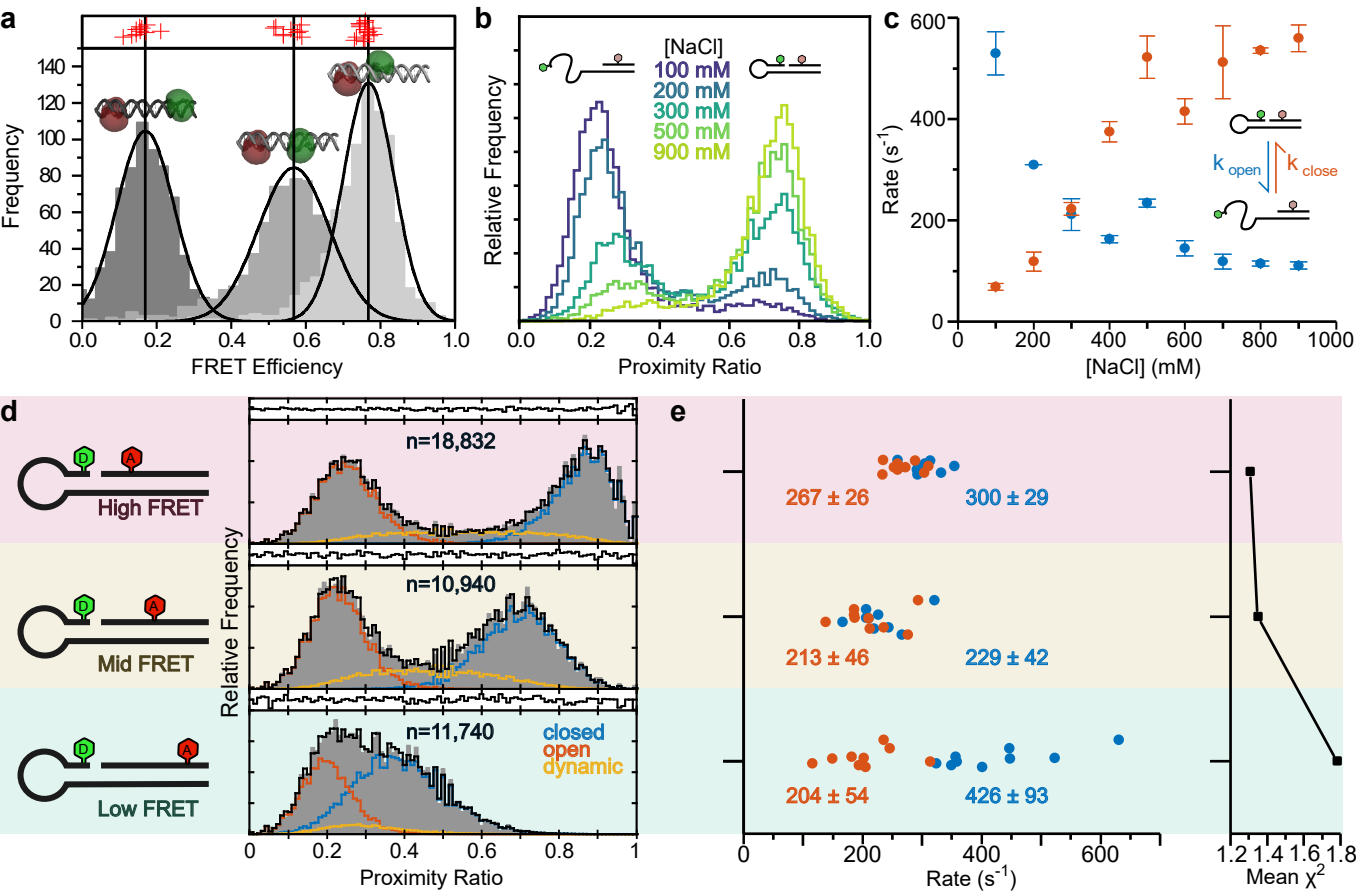 a
140
120
100
80
60
40
20
0
Frequency
0.0
0.2
0.4
0.6
0.8
1.0
FRET Efficiency
b
[NaCl]
100 mM
200 mM
300 mM
500 mM
900 mM
Relative Frequency
0.0
0.2
0.4
0.6
0.8
1.0
Proximity Ratio
c
600
400
200
0
Rate (s-1)
k open
k close
0
200
400
600
800
1000
[NaCl] (mM)
d
D
A
High FRET
D
A
Mid FRET
D
A
Low FRET
Relative Frequency
n=18,832
n=10,940
n=11,740
closed
open
dynamic
0
0.2
0.4
0.6
0.8
1
Proximity Ratio
e
267 ± 26
300 ± 29
213 ± 46
229 ± 42
204 ± 54
426 ± 93
0
200
400
600
Rate (s-1)
1.2
1.4
1.6
1.8
Mean χ2